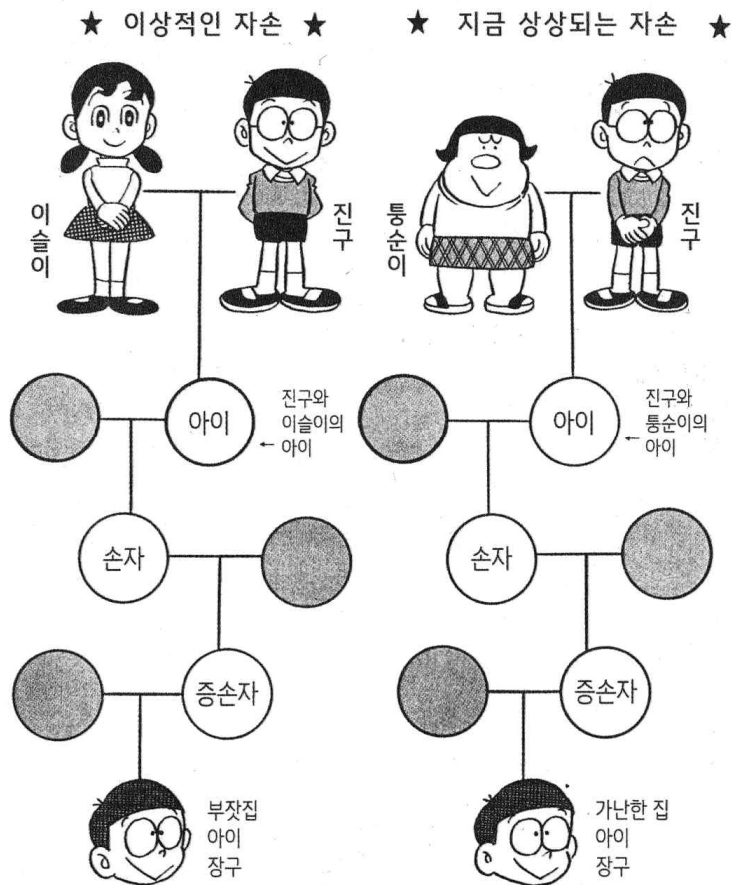 ★ 이상적인 자손 ★
이슬이
진구
아이
진구와
이슬이의
← 아이
손자
증손자
부잣집
아이
장구
★ 지금 상상되는 자손 ★
퉁순이
진구
아이
진구와
퉁순이의
← 아이
손자
증손자
가난한 집
아이
장구